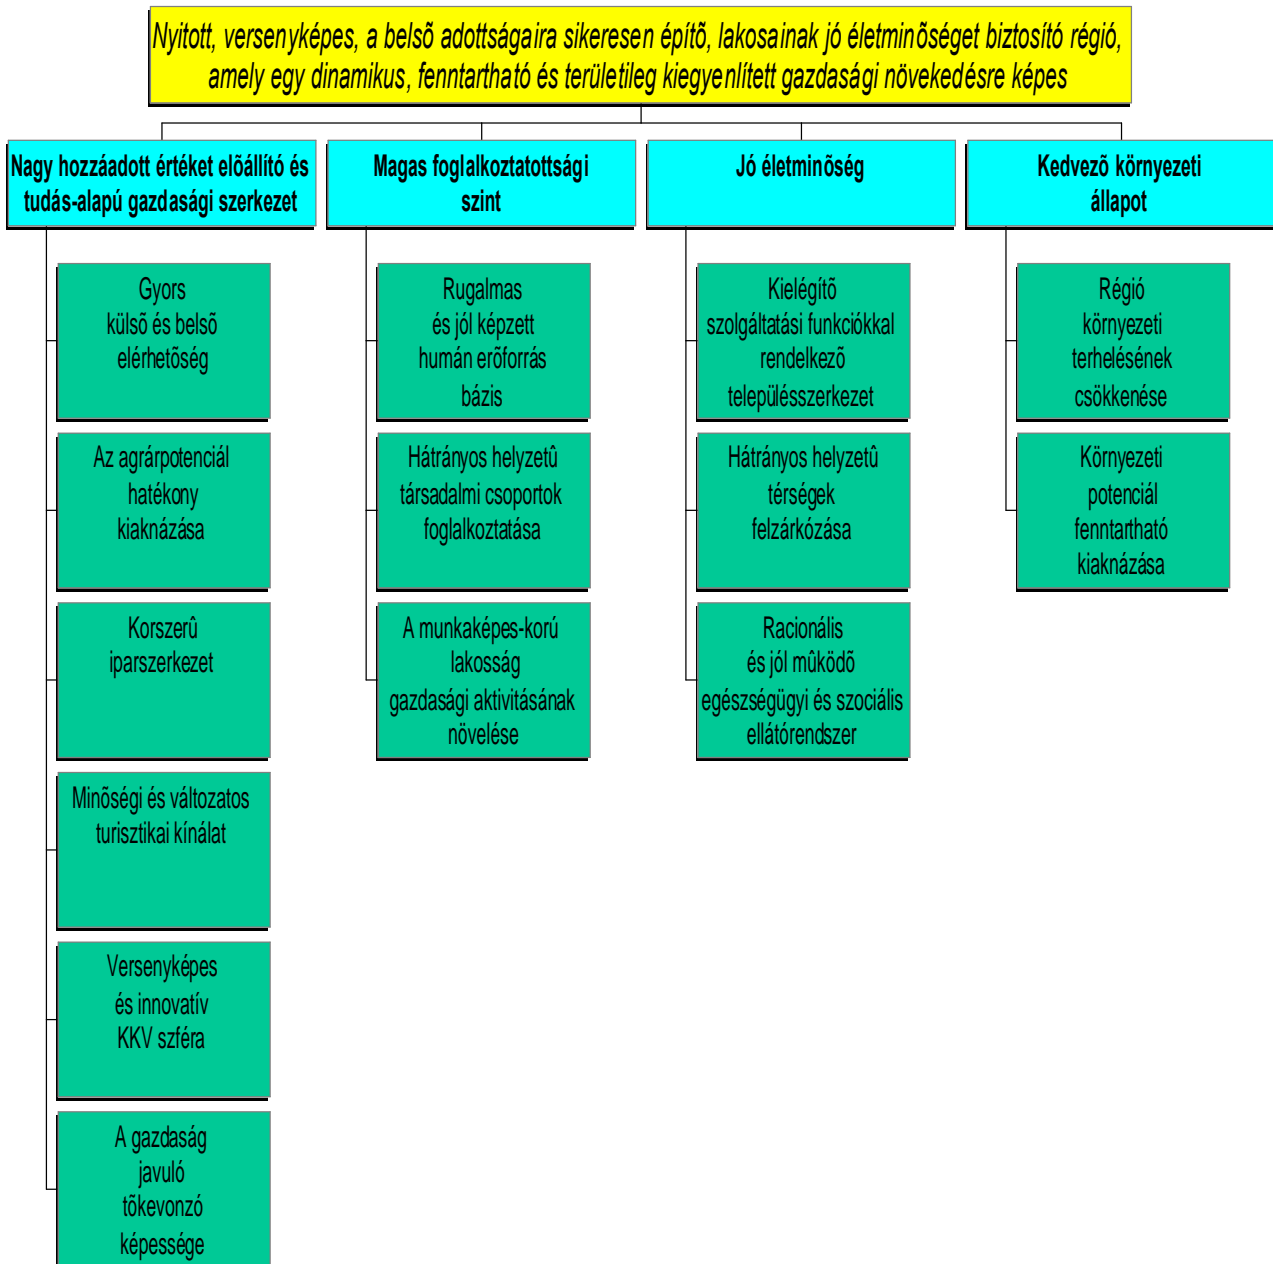 Nyitott, versenyképes, a belsõ adottságaira sikeresen építõ, lakosainak jó életminõséget biztosító régió,
amely egy dinamikus, fenntartható és területileg kiegyenlített gazdasági növekedésre képes
Nagy hozzáadott értéket elõállító és
tudás-alapú gazdasági szerkezet
Gyors
külsõ és belsõ
elérhetõség
Az agrárpotenciál
hatékony
kiaknázása
Korszerû
iparszerkezet
Minõségi és változatos
turisztikai kínálat
Versenyképes
és innovatív
KKV szféra
A gazdaság
javuló
tõkevonzó
képessége
Magas foglalkoztatottsági
szint
Rugalmas
és jól képzett
humán erõforrás
bázis
Hátrányos helyzetû
társadalmi csoportok
foglalkoztatása
A munkaképes-korú
lakosság
gazdasági aktivitásának
növelése
Jó életminõség
Kielégítõ
szolgáltatási funkciókkal
rendelkezõ
településszerkezet
Hátrányos helyzetû
térségek
felzárkózása
Racionális
és jól mûködõ
egészségügyi és szociális
ellátórendszer
Kedvezõ környezeti
állapot
Régió
környezeti
terhelésének
csökkenése
Környezeti
potenciál
fenntartható
kiaknázása